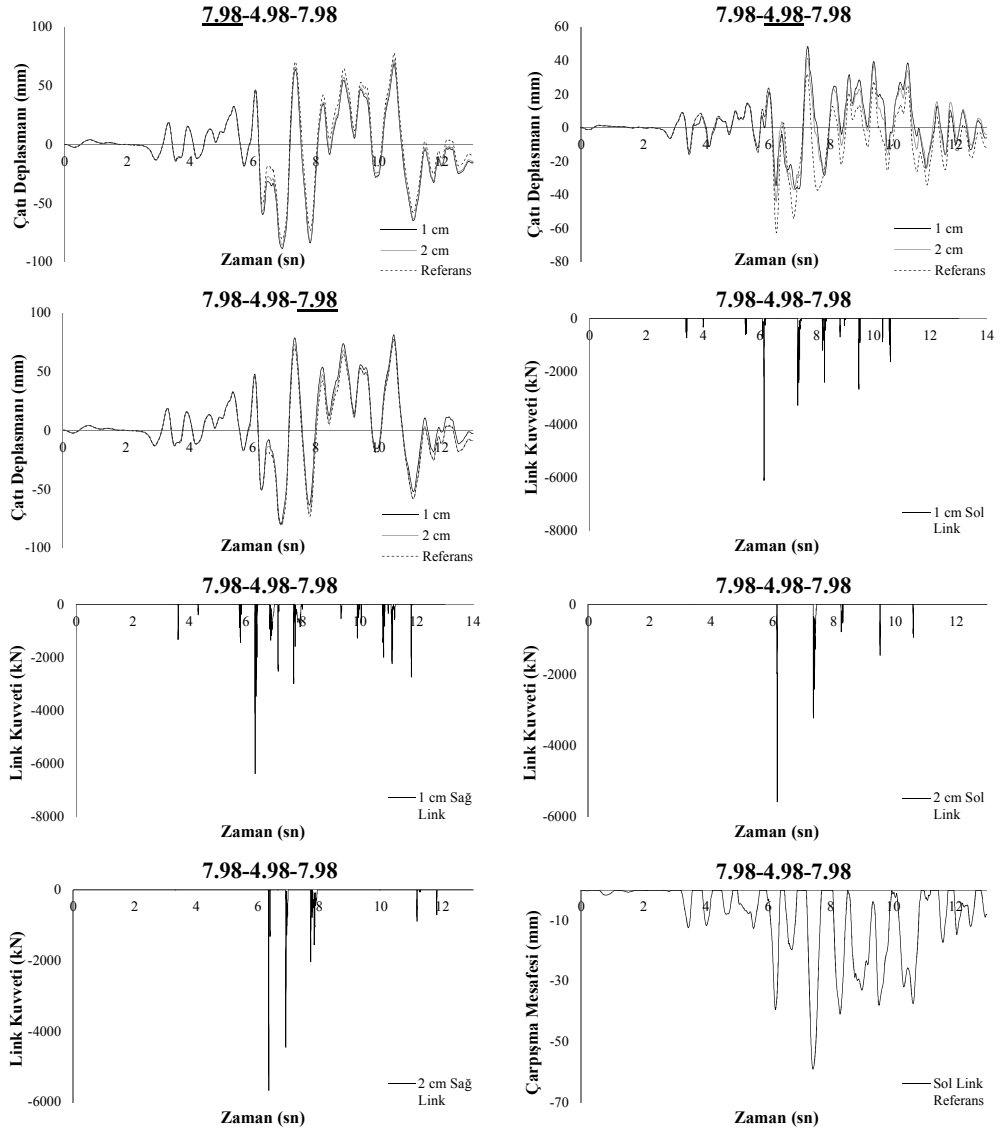 7.98-4.98-7.98
100
50
0
-50
-100
0 2 4 6 8 10 12
Çatı Deplasmanı (mm)
Zaman (sn)
1 cm
2 cm
Referans
7.98-4.98-7.98
60
40
20
0
-20
-40
-60
-80
0 2 4 6 8 10 12
Çatı Deplasmanı (mm)
Zaman (sn)
1 cm
2 cm
Referans
7.98-4.98-7.98
100
50
0
-50
-100
0 2 4 6 8 10 12
Çatı Deplasmanı (mm)
Zaman (sn)
1 cm
2 cm
Referans
7.98-4.98-7.98
0
-2000
-4000
-6000
-8000
0 2 4 6 8 10 12 14
Link Kuvveti (kN)
Zaman (sn)
1 cm Sol
Link
7.98-4.98-7.98
0
-2000
-4000
-6000
-8000
0 2 4 6 8 10 12 14
Link Kuvveti (kN)
Zaman (sn)
1 cm Sağ
Link
7.98-4.98-7.98
0
-2000
-4000
-6000
0 2 4 6 8 10 12
Link Kuvveti (kN)
Zaman (sn)
2 cm Sol
Link
7.98-4.98-7.98
0
-2000
-4000
-6000
0 2 4 6 8 10 12
Link Kuvveti (kN)
Zaman (sn)
2 cm Sağ
Link
7.98-4.98-7.98
-10
-30
-50
-70
0 2 4 6 8 10 12
Çarpışma Mesafesi (mm)
Zaman (sn)
Sol Link
Referans